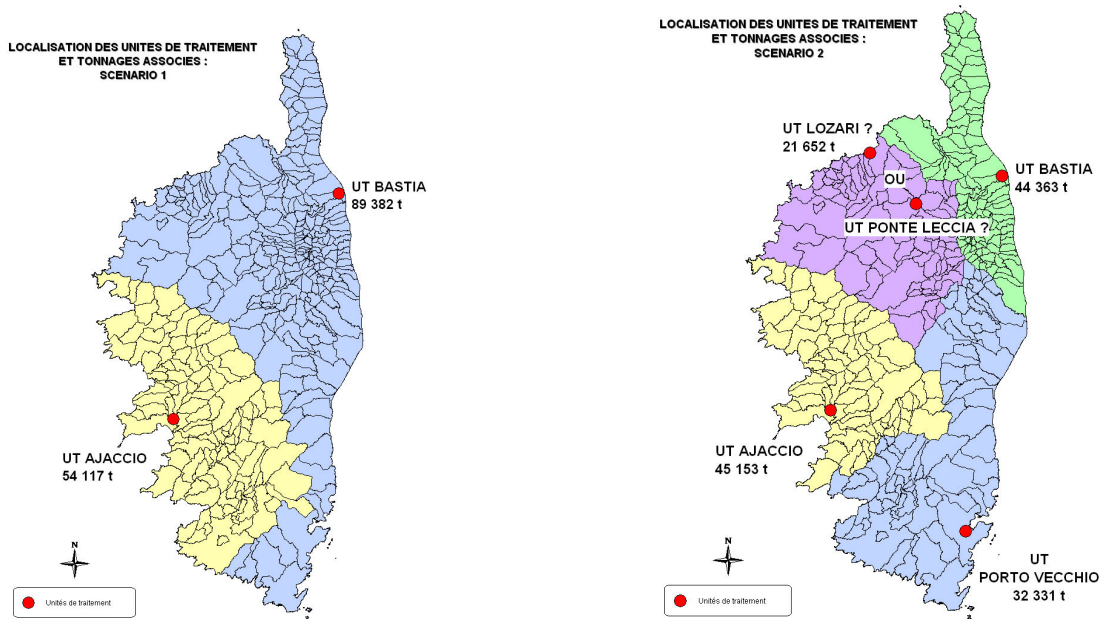 LOCALISATION DES UNITES DE TRAITEMENT
ET TONNAGES ASSOCIES :
SCENARIO 1
UT BASTIA
89 382 t
UT AJACCIO
54 117 t
N
Unités de traitement
LOCALISATION DES UNITES DE TRAITEMENT
ET TONNAGES ASSOCIES :
SCENARIO 2
UT LOZARI ?
21 652 t
OU
UT BASTIA
44 363 t
UT PONTE LECCIA ?
UT AJACCIO
45 153 t
UT
PORTO VECCHIO
32 331 t
N
Unités de traitement